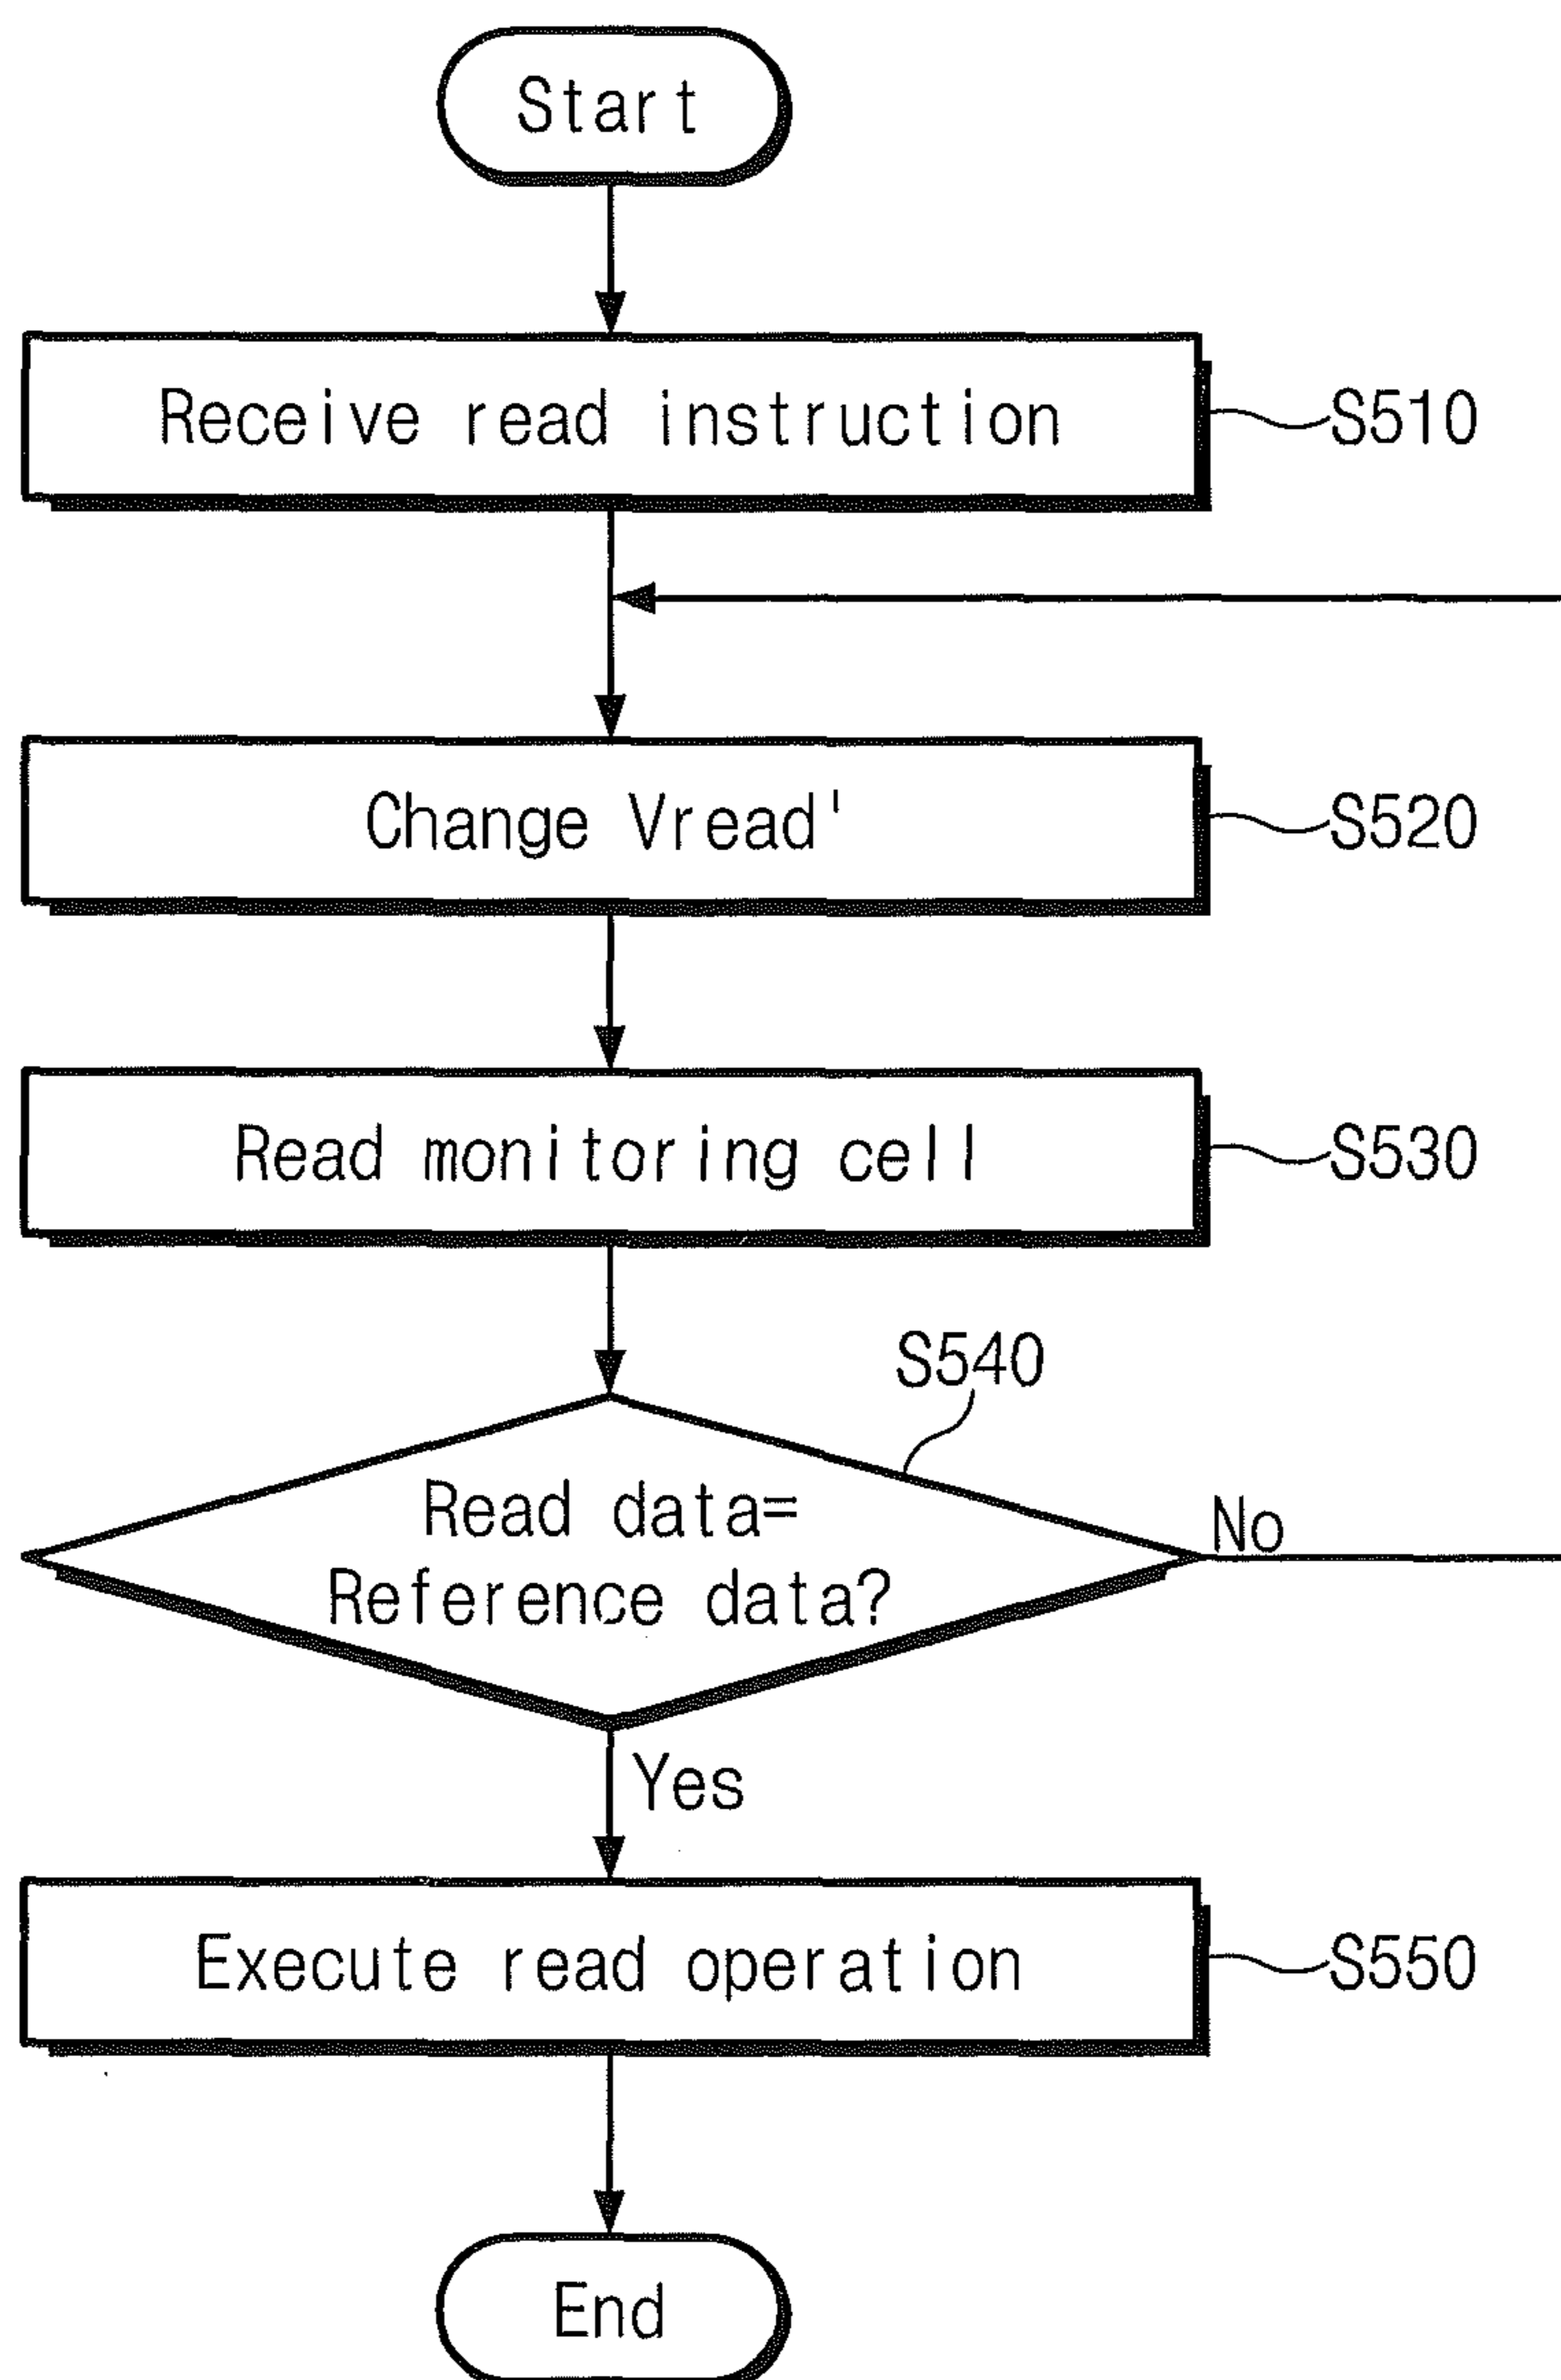 Start
Receive read instruction
S510
Change Vread'
S520
Read monitoring cell
S530
S540
Read data=
Reference data?
No
Yes
Execute read operation
S550
End